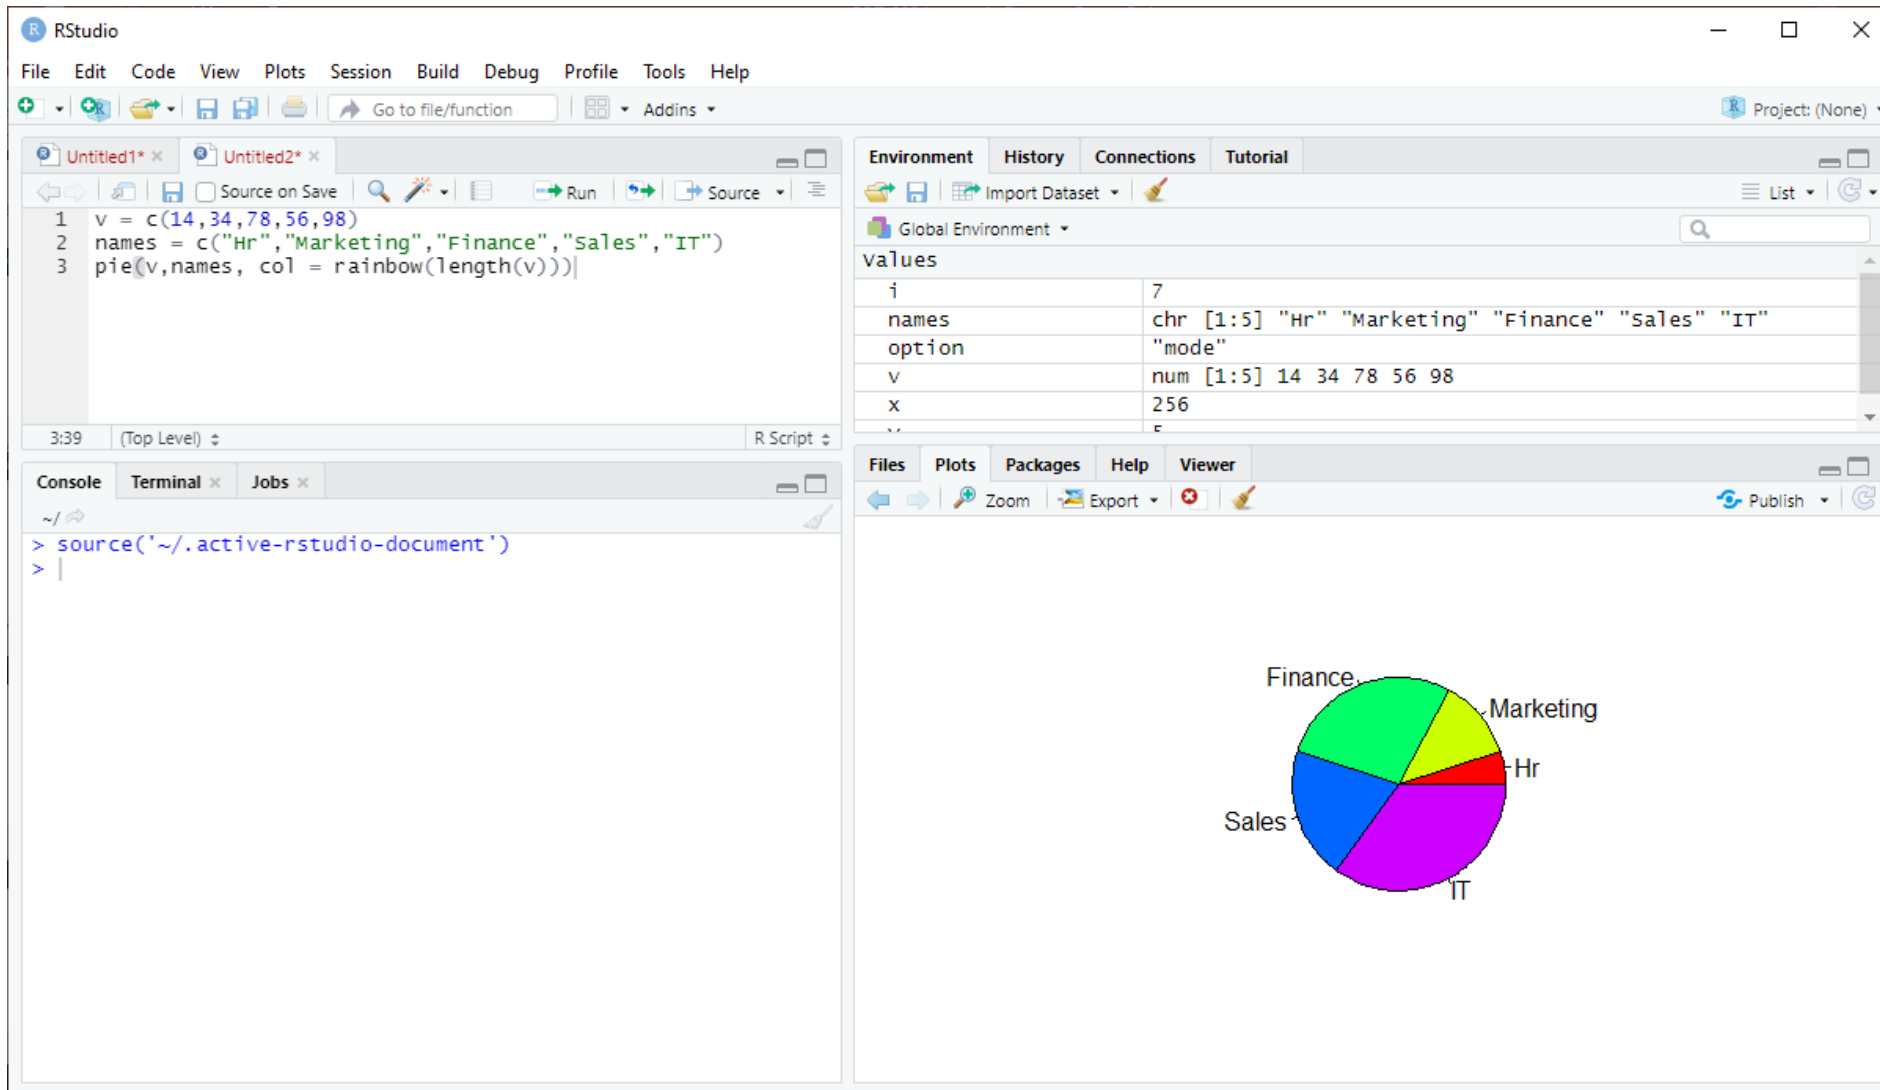 RStudio
File Edit Code View Plots Session Build Debug Profile Tools Help
Go to file/function Addins Project: (None)
Untitled1* Untitled2*
Source on Save Run Source
1 v = c(14,34,78,56,98)
2 names = c("Hr","Marketing","Finance","Sales","IT")
3 pie(v,names, col = rainbow(length(v)))
3:39 (Top Level) R Script
Console Terminal Jobs
~/
> source('~/.active-rstudio-document')
>
Environment History Connections Tutorial
Import Dataset List
Global Environment
values
i 7
names chr [1:5] "Hr" "Marketing" "Finance" "Sales" "IT"
option "mode"
v num [1:5] 14 34 78 56 98
x 256
Files Plots Packages Help Viewer
Zoom Export Publish
Finance
Marketing
Hr
Sales
IT